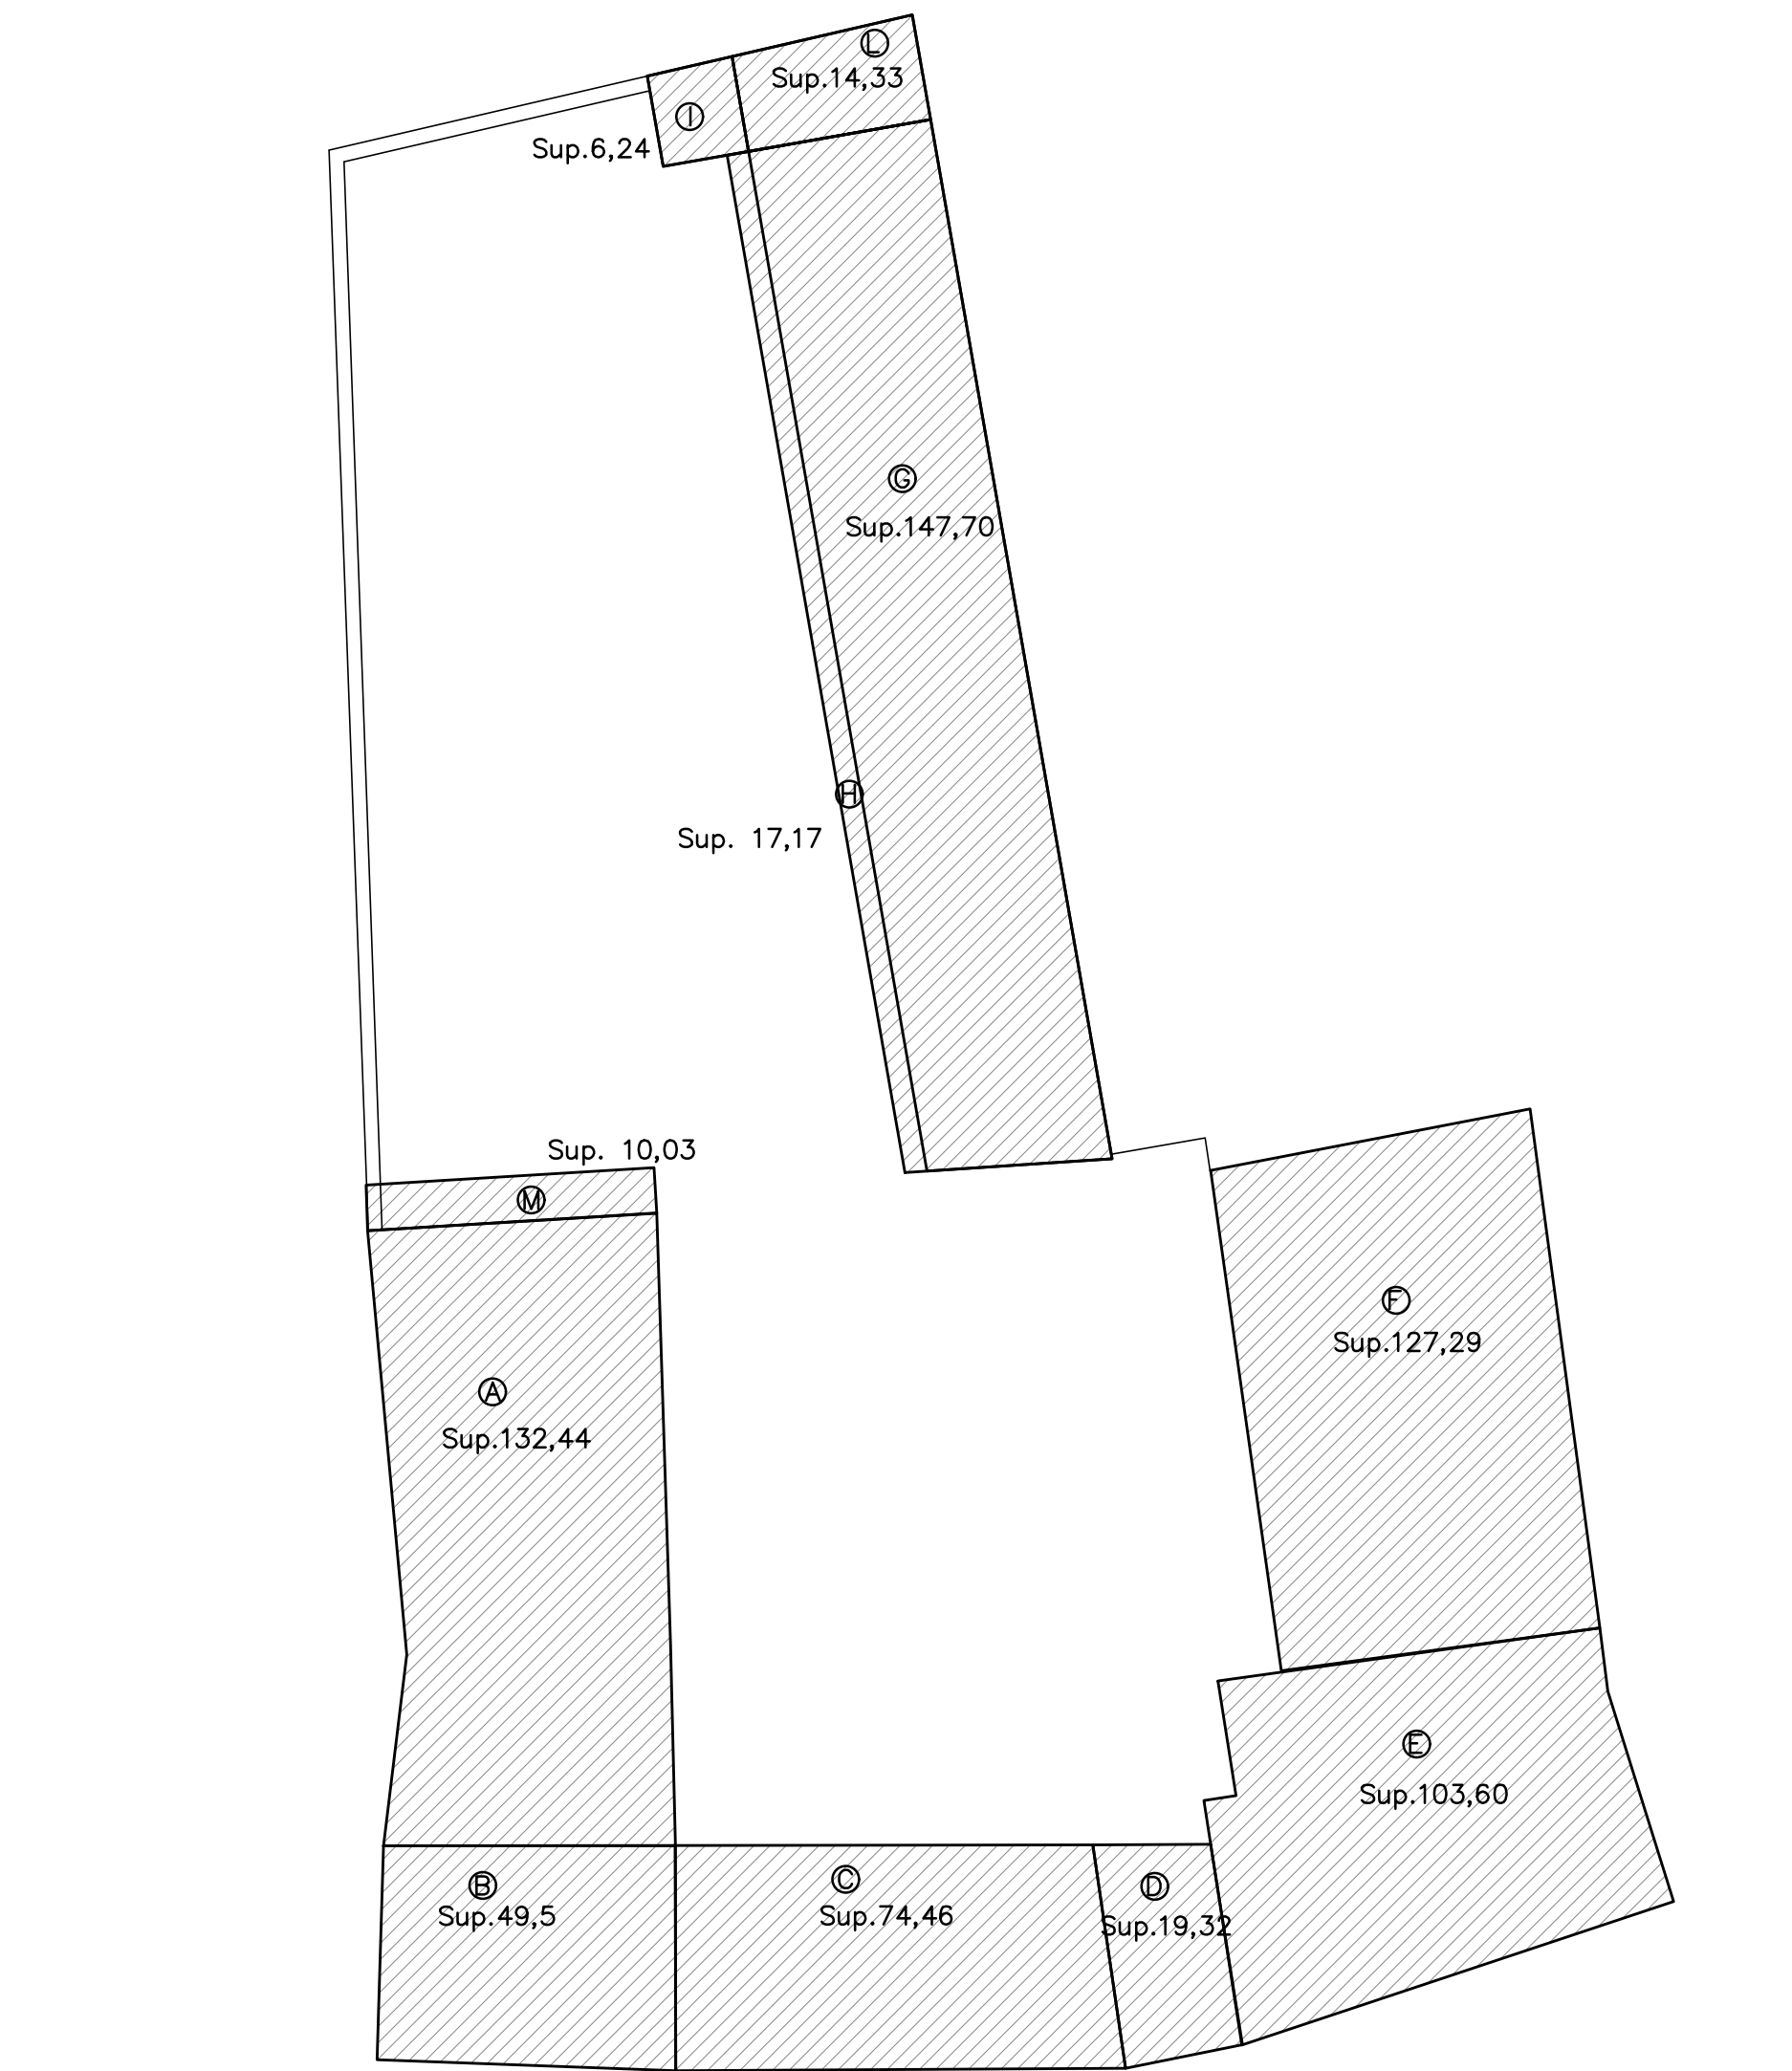 L
Sup.14,33
I
Sup.6,24
G
Sup.147,70
H
Sup. 17,17
Sup. 10,03
M
F
Sup.127,29
A
Sup.132,44
E
Sup.103,60
B
Sup.49,5
C
Sup.74,46
D
Sup.19,32